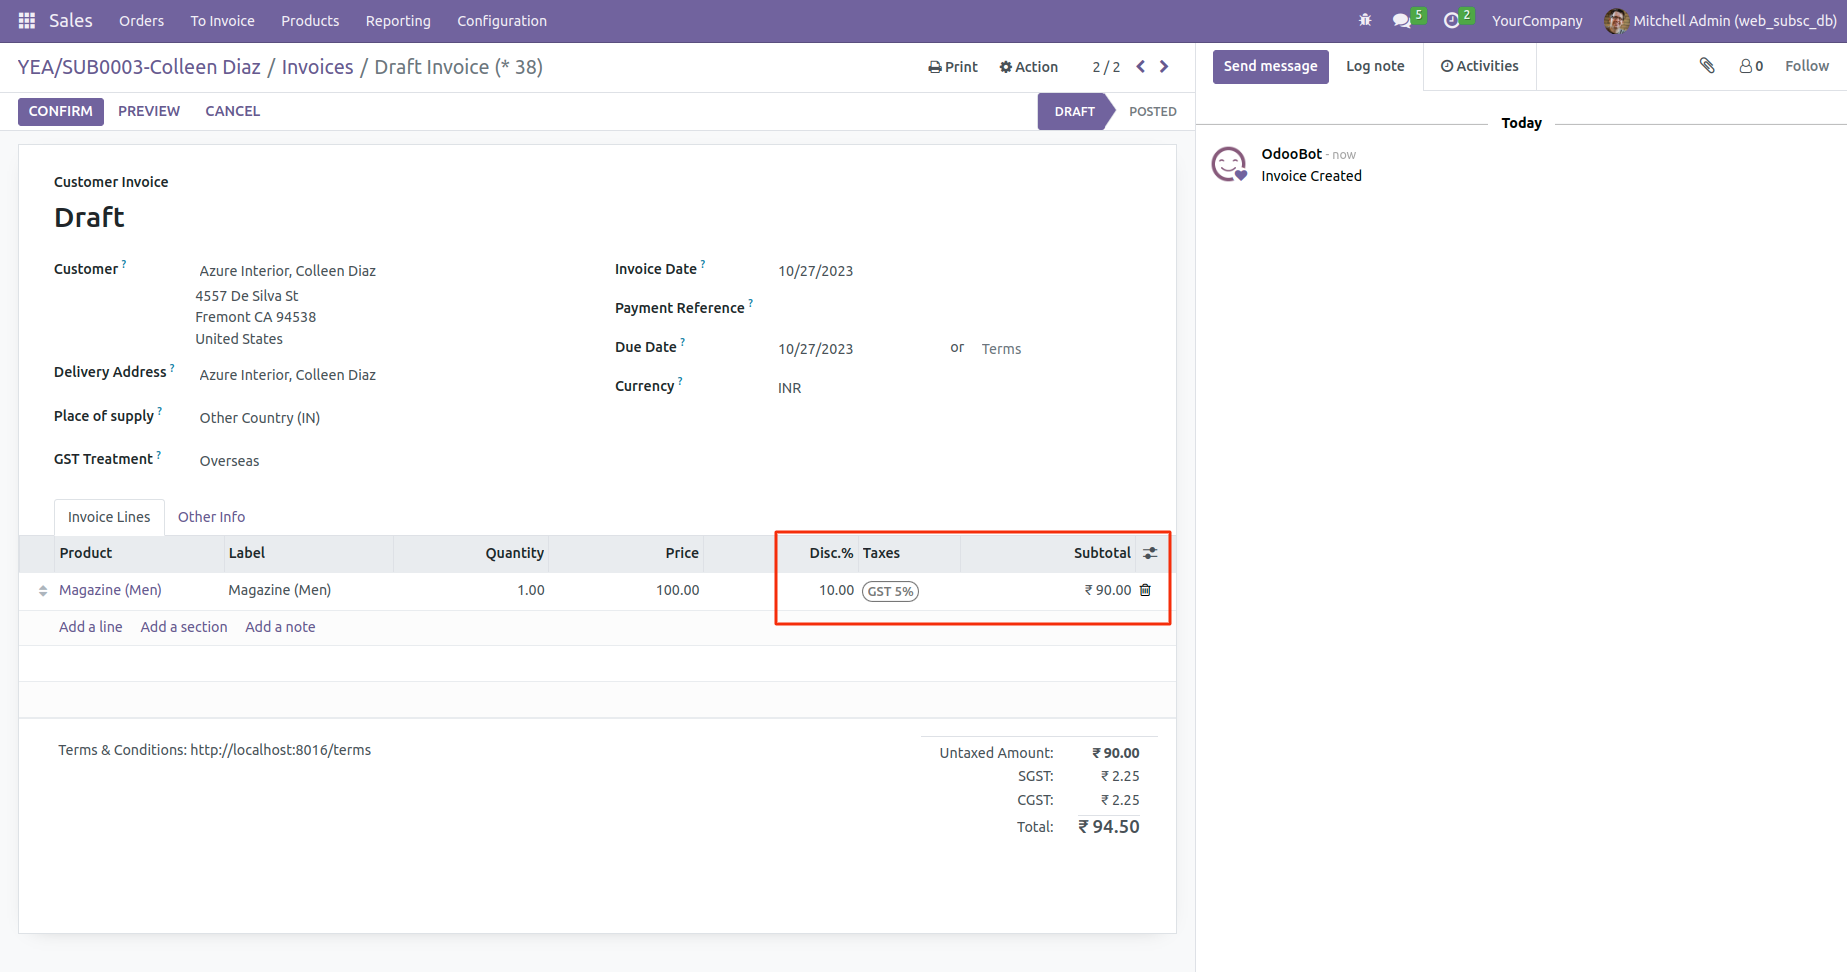 Sales Orders To Invoice Products Reporting Configuration 5 2 YourCompany Mitchell Admin (web_subsc_db)
YEA/SUB0003-Colleen Diaz / Invoices / Draft Invoice (* 38) Print Action 2 / 2
Send message Log note Activities 0 Follow
CONFIRM PREVIEW CANCEL DRAFT POSTED
Today
OdooBot - now
Invoice Created
Customer Invoice
Draft
Customer ? Azure Interior, Colleen Diaz
4557 De Silva St
Fremont CA 94538
United States
Delivery Address ? Azure Interior, Colleen Diaz
Place of supply ? Other Country (IN)
GST Treatment ? Overseas
Invoice Date ? 10/27/2023
Payment Reference ?
Due Date ? 10/27/2023 or Terms
Currency ? INR
Invoice Lines Other Info
Product Label Quantity Price Disc.% Taxes Subtotal
Magazine (Men) Magazine (Men) 1.00 100.00 10.00 GST 5% ₹ 90.00
Add a line Add a section Add a note
Terms & Conditions: http://localhost:8016/terms
Untaxed Amount: ₹ 90.00
SGST: ₹ 2.25
CGST: ₹ 2.25
Total: ₹ 94.50